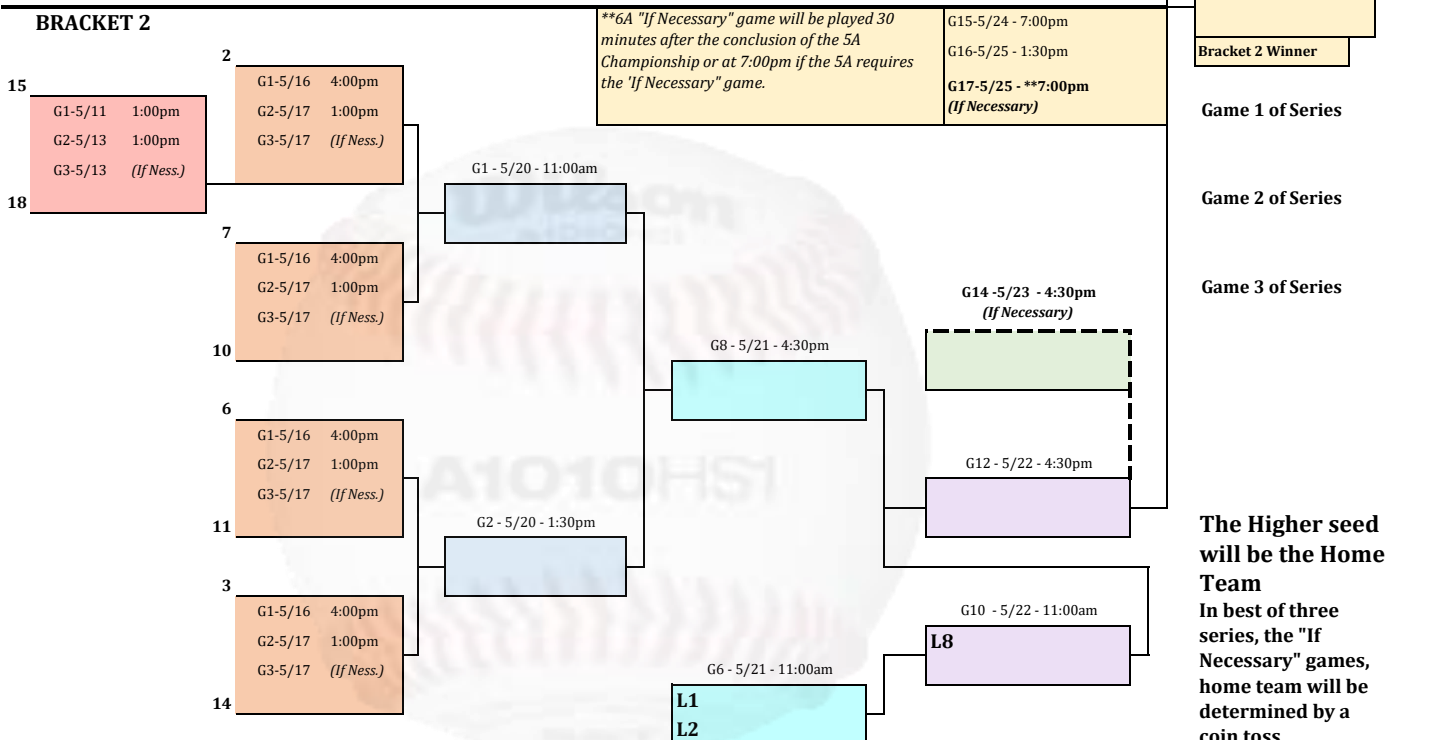 BRACKET 2
**6A "If Necessary" game will be played 30
minutes after the conclusion of the 5A
Championship or at 7:00pm if the 5A requires
the 'If Necessary" game.
G15-5/24 - 7:00pm
G16-5/25 - 1:30pm
G17-5/25 - **7:00pm
(If Necessary)
Bracket 2 Winner
15
G1-5/11 1:00pm
G2-5/13 1:00pm
G3-5/13 (If Ness.)
18
2
G1-5/16 4:00pm
G2-5/17 1:00pm
G3-5/17 (If Ness.)
7
G1-5/16 4:00pm
G2-5/17 1:00pm
G3-5/17 (If Ness.)
10
6
G1-5/16 4:00pm
G2-5/17 1:00pm
G3-5/17 (If Ness.)
11
3
G1-5/16 4:00pm
G2-5/17 1:00pm
G3-5/17 (If Ness.)
14
G1 - 5/20 - 11:00am
Wilson
G2 - 5/20 - 1:30pm
A1010HS1
G8 - 5/21 - 4:30pm
G6 - 5/21 - 11:00am
L1
L2
G14 -5/23 - 4:30pm
(If Necessary)
G12 - 5/22 - 4:30pm
G10 - 5/22 - 11:00am
L8
Game 1 of Series
Game 2 of Series
Game 3 of Series
The Higher seed
will be the Home
Team
In best of three
series, the "If
Necessary" games,
home team will be
determined by a
coin toss